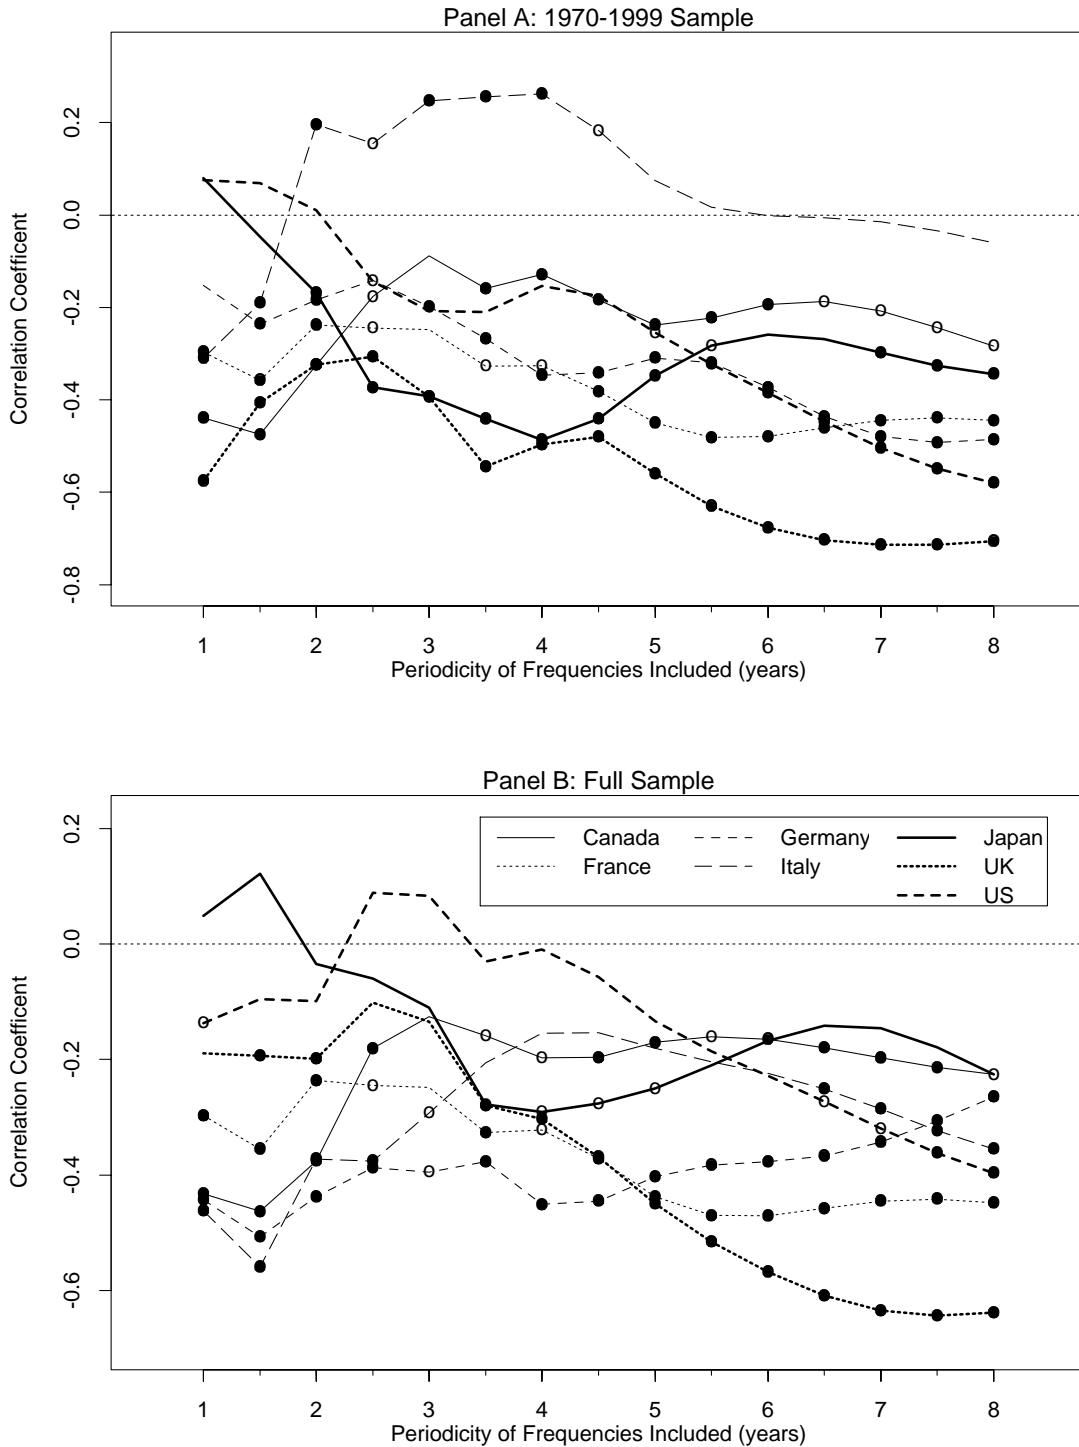 Panel A: 1970-1999 Sample
Correlation Coefficent
0.2
0.0
-0.2
-0.4
-0.6
-0.8
1 2 3 4 5 6 7 8
Periodicity of Frequencies Included (years)
Panel B: Full Sample
Correlation Coefficent
0.2
0.0
-0.2
-0.4
-0.6
Canada Germany Japan
France Italy UK
US
1 2 3 4 5 6 7 8
Periodicity of Frequencies Included (years)